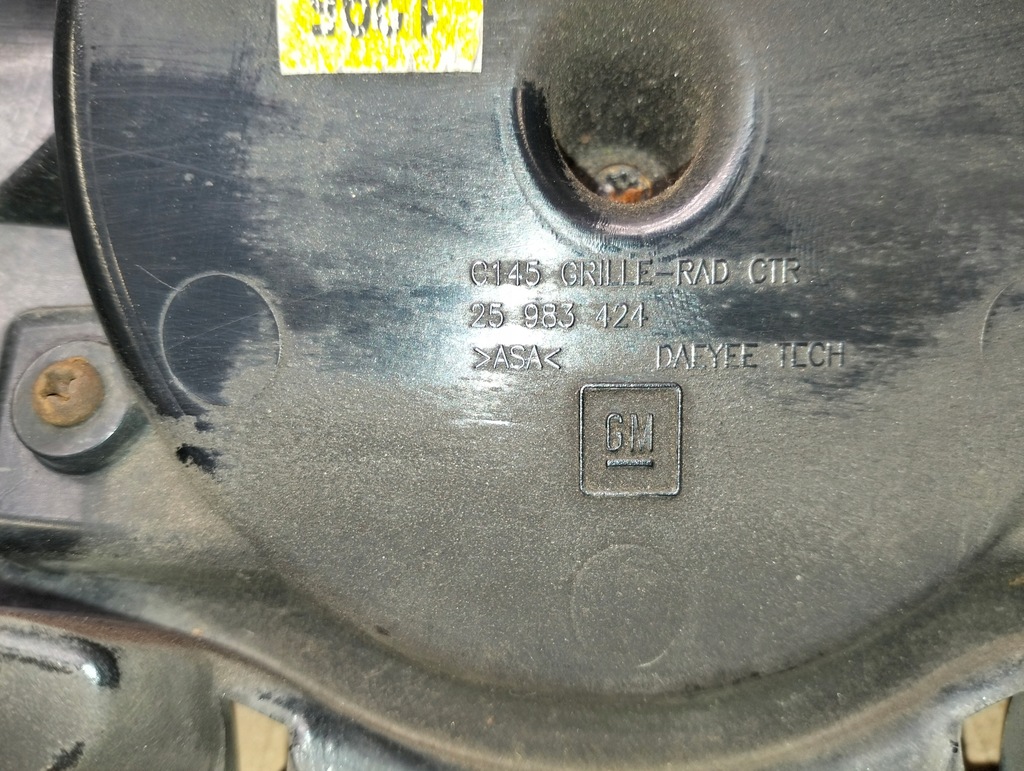 C145 GRILLE-RAD CTR
25 983 424
>ASA< DAEYEE TECH
GM